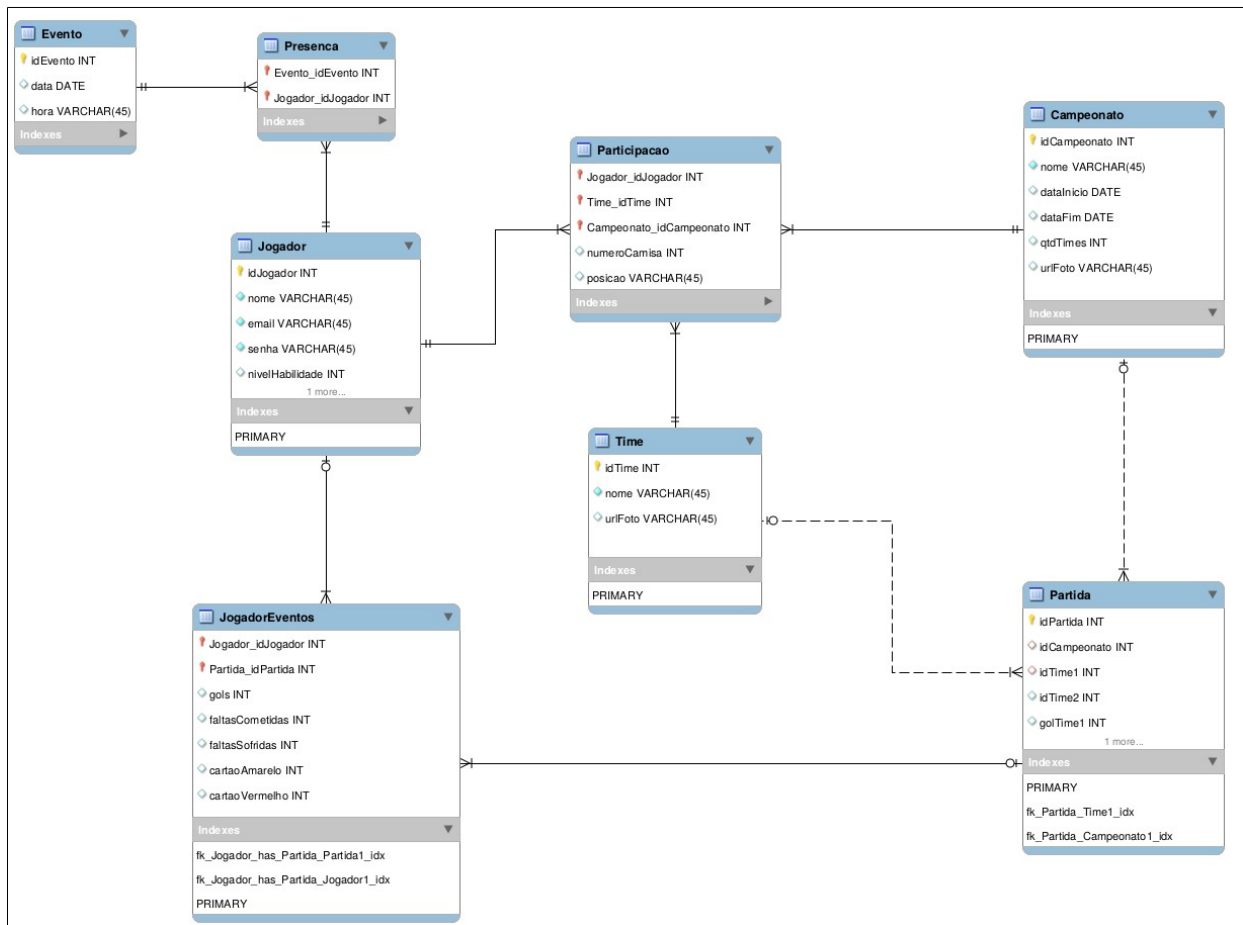 Evento
idEvento INT
data DATE
hora VARCHAR(45)
Indexes
Presenca
Evento_idEvento INT
Jogador_idJogador INT
Indexes
Participacao
Jogador_idJogador INT
Time_idTime INT
Campeonato_idCampeonato INT
numeroCamisa INT
posicao VARCHAR(45)
Indexes
Campeonato
idCampeonato INT
nome VARCHAR(45)
dataInicio DATE
dataFim DATE
qtdTimes INT
urlFoto VARCHAR(45)
Indexes
PRIMARY
Jogador
idJogador INT
nome VARCHAR(45)
email VARCHAR(45)
senha VARCHAR(45)
nivelHabilidade INT
1 more...
Indexes
PRIMARY
Time
idTime INT
nome VARCHAR(45)
urlFoto VARCHAR(45)
Indexes
PRIMARY
JogadorEventos
Jogador_idJogador INT
Partida_idPartida INT
gols INT
faltasCometidas INT
faltasSofridas INT
cartaoAmarelo INT
cartaoVermelho INT
Indexes
fk_Jogador_has_Partida_Partida1_idx
fk_Jogador_has_Partida_Jogador1_idx
PRIMARY
Partida
idPartida INT
idCampeonato INT
idTime1 INT
idTime2 INT
golTime1 INT
1 more...
Indexes
PRIMARY
fk_Partida_Time1_idx
fk_Partida_Campeonato1_idx